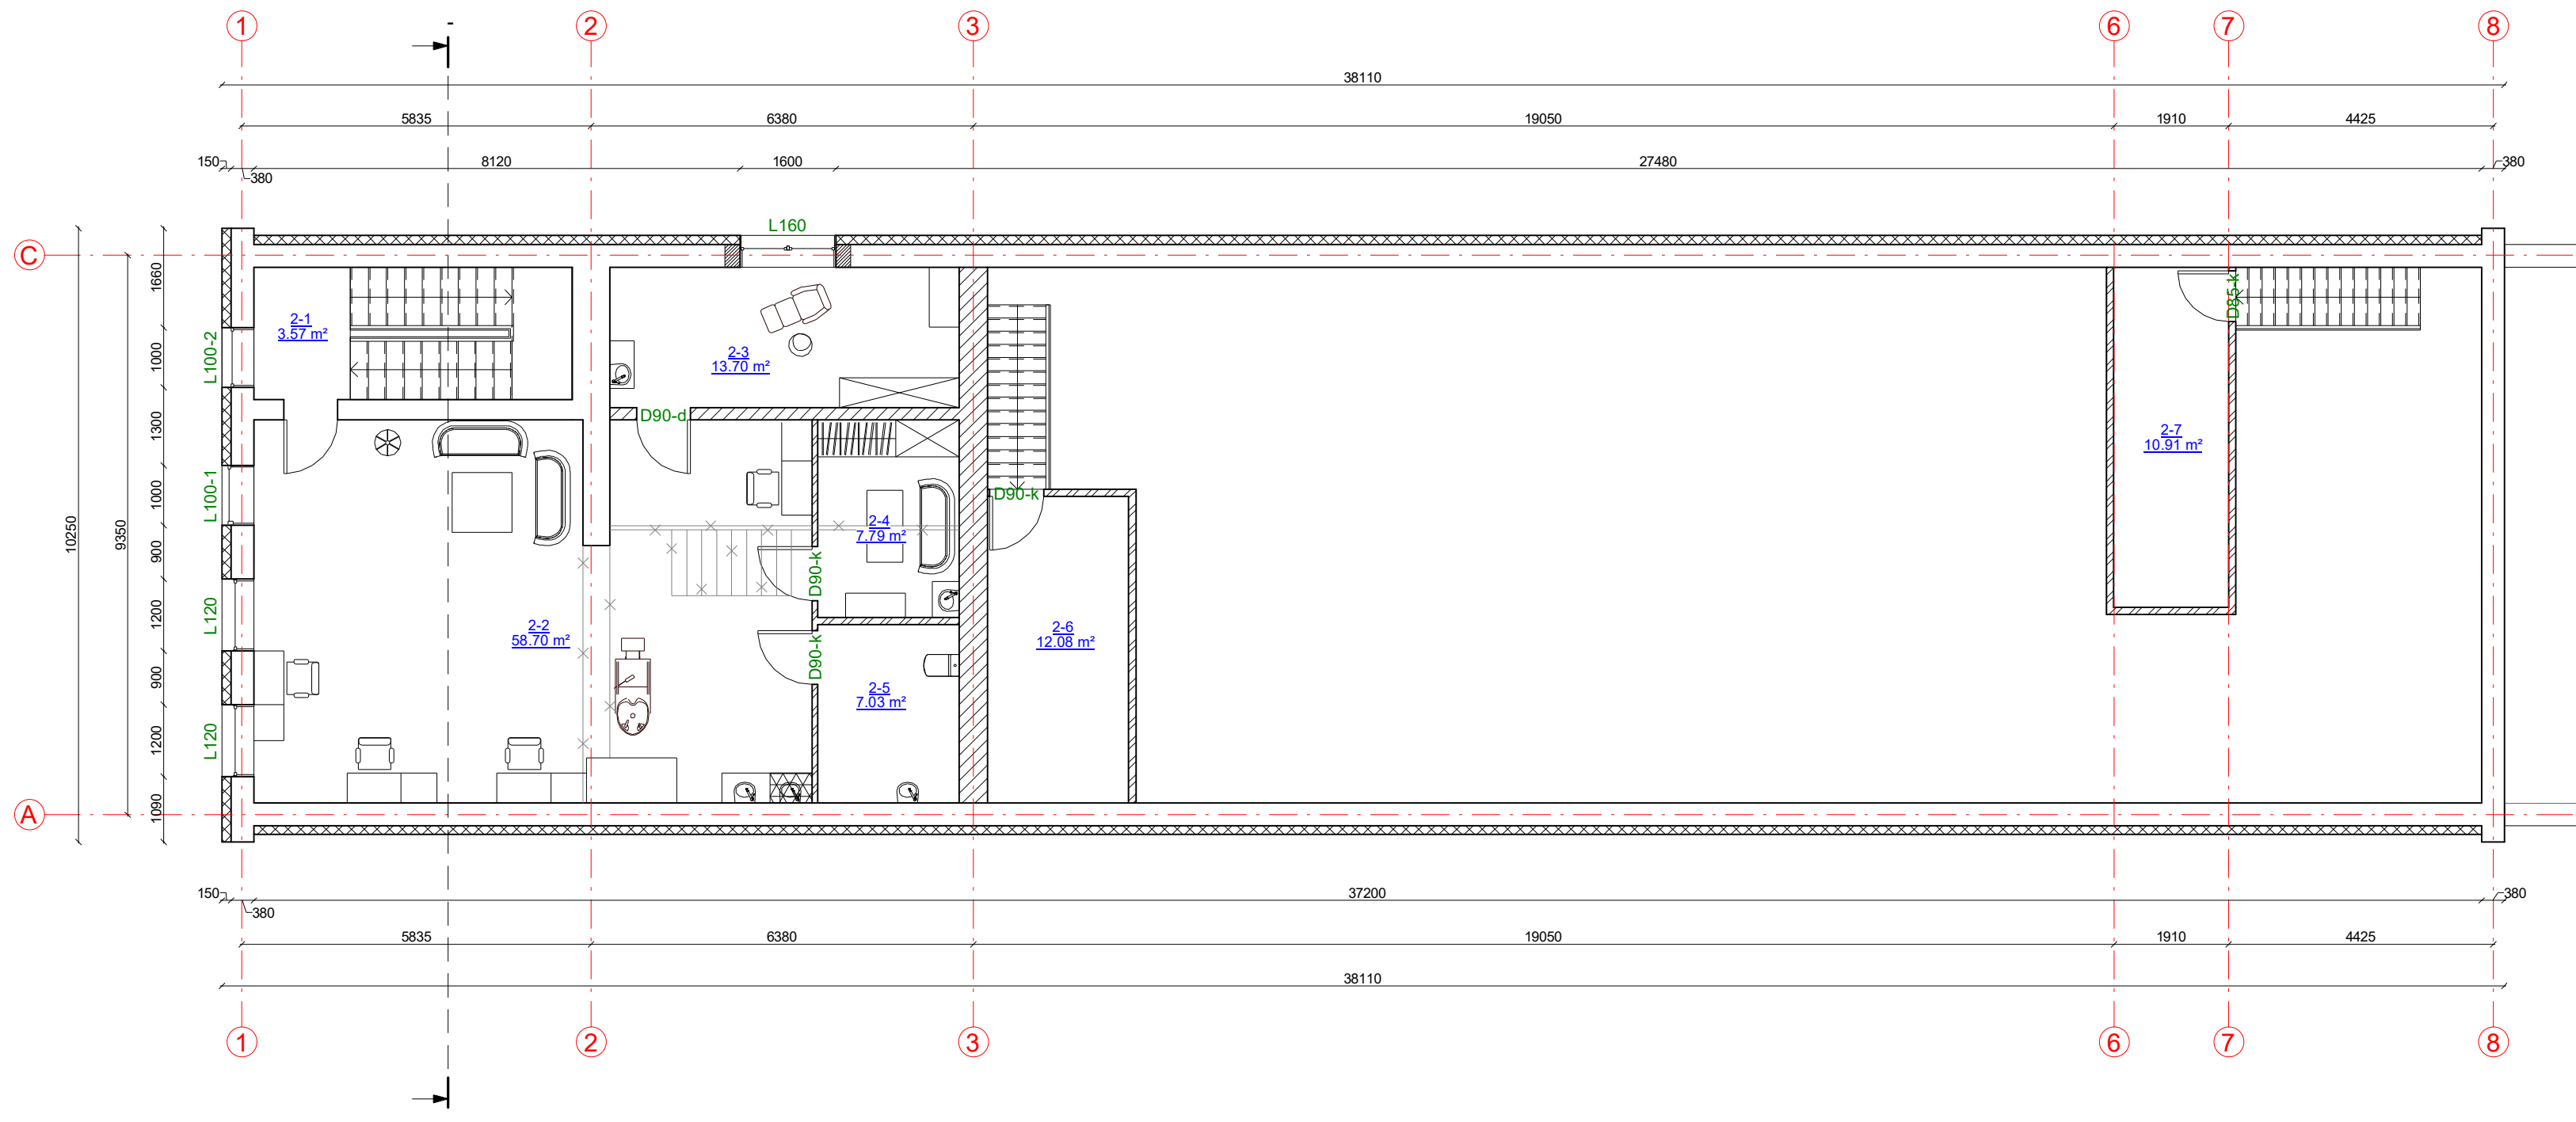 1 2 3 6 7 8
-
38110
5835 6380 19050 1910 4425
150 8120 1600 27480 380
380
L160
C
10250
9350
1660
1000
1300
1000
900
1200
900
1200
1090
L100-2
L100-1
L120
L120
2-1
3.57 m²
2-3
13.70 m²
D85-k
D90-d
2-7
10.91 m²
D90-k
2-4
7.79 m²
D90-k
2-2
58.70 m²
2-6
12.08 m²
D90-k
2-5
7.03 m²
A
150 37200 380
380
5835 6380 19050 1910 4425
38110
1 2 3 6 7 8